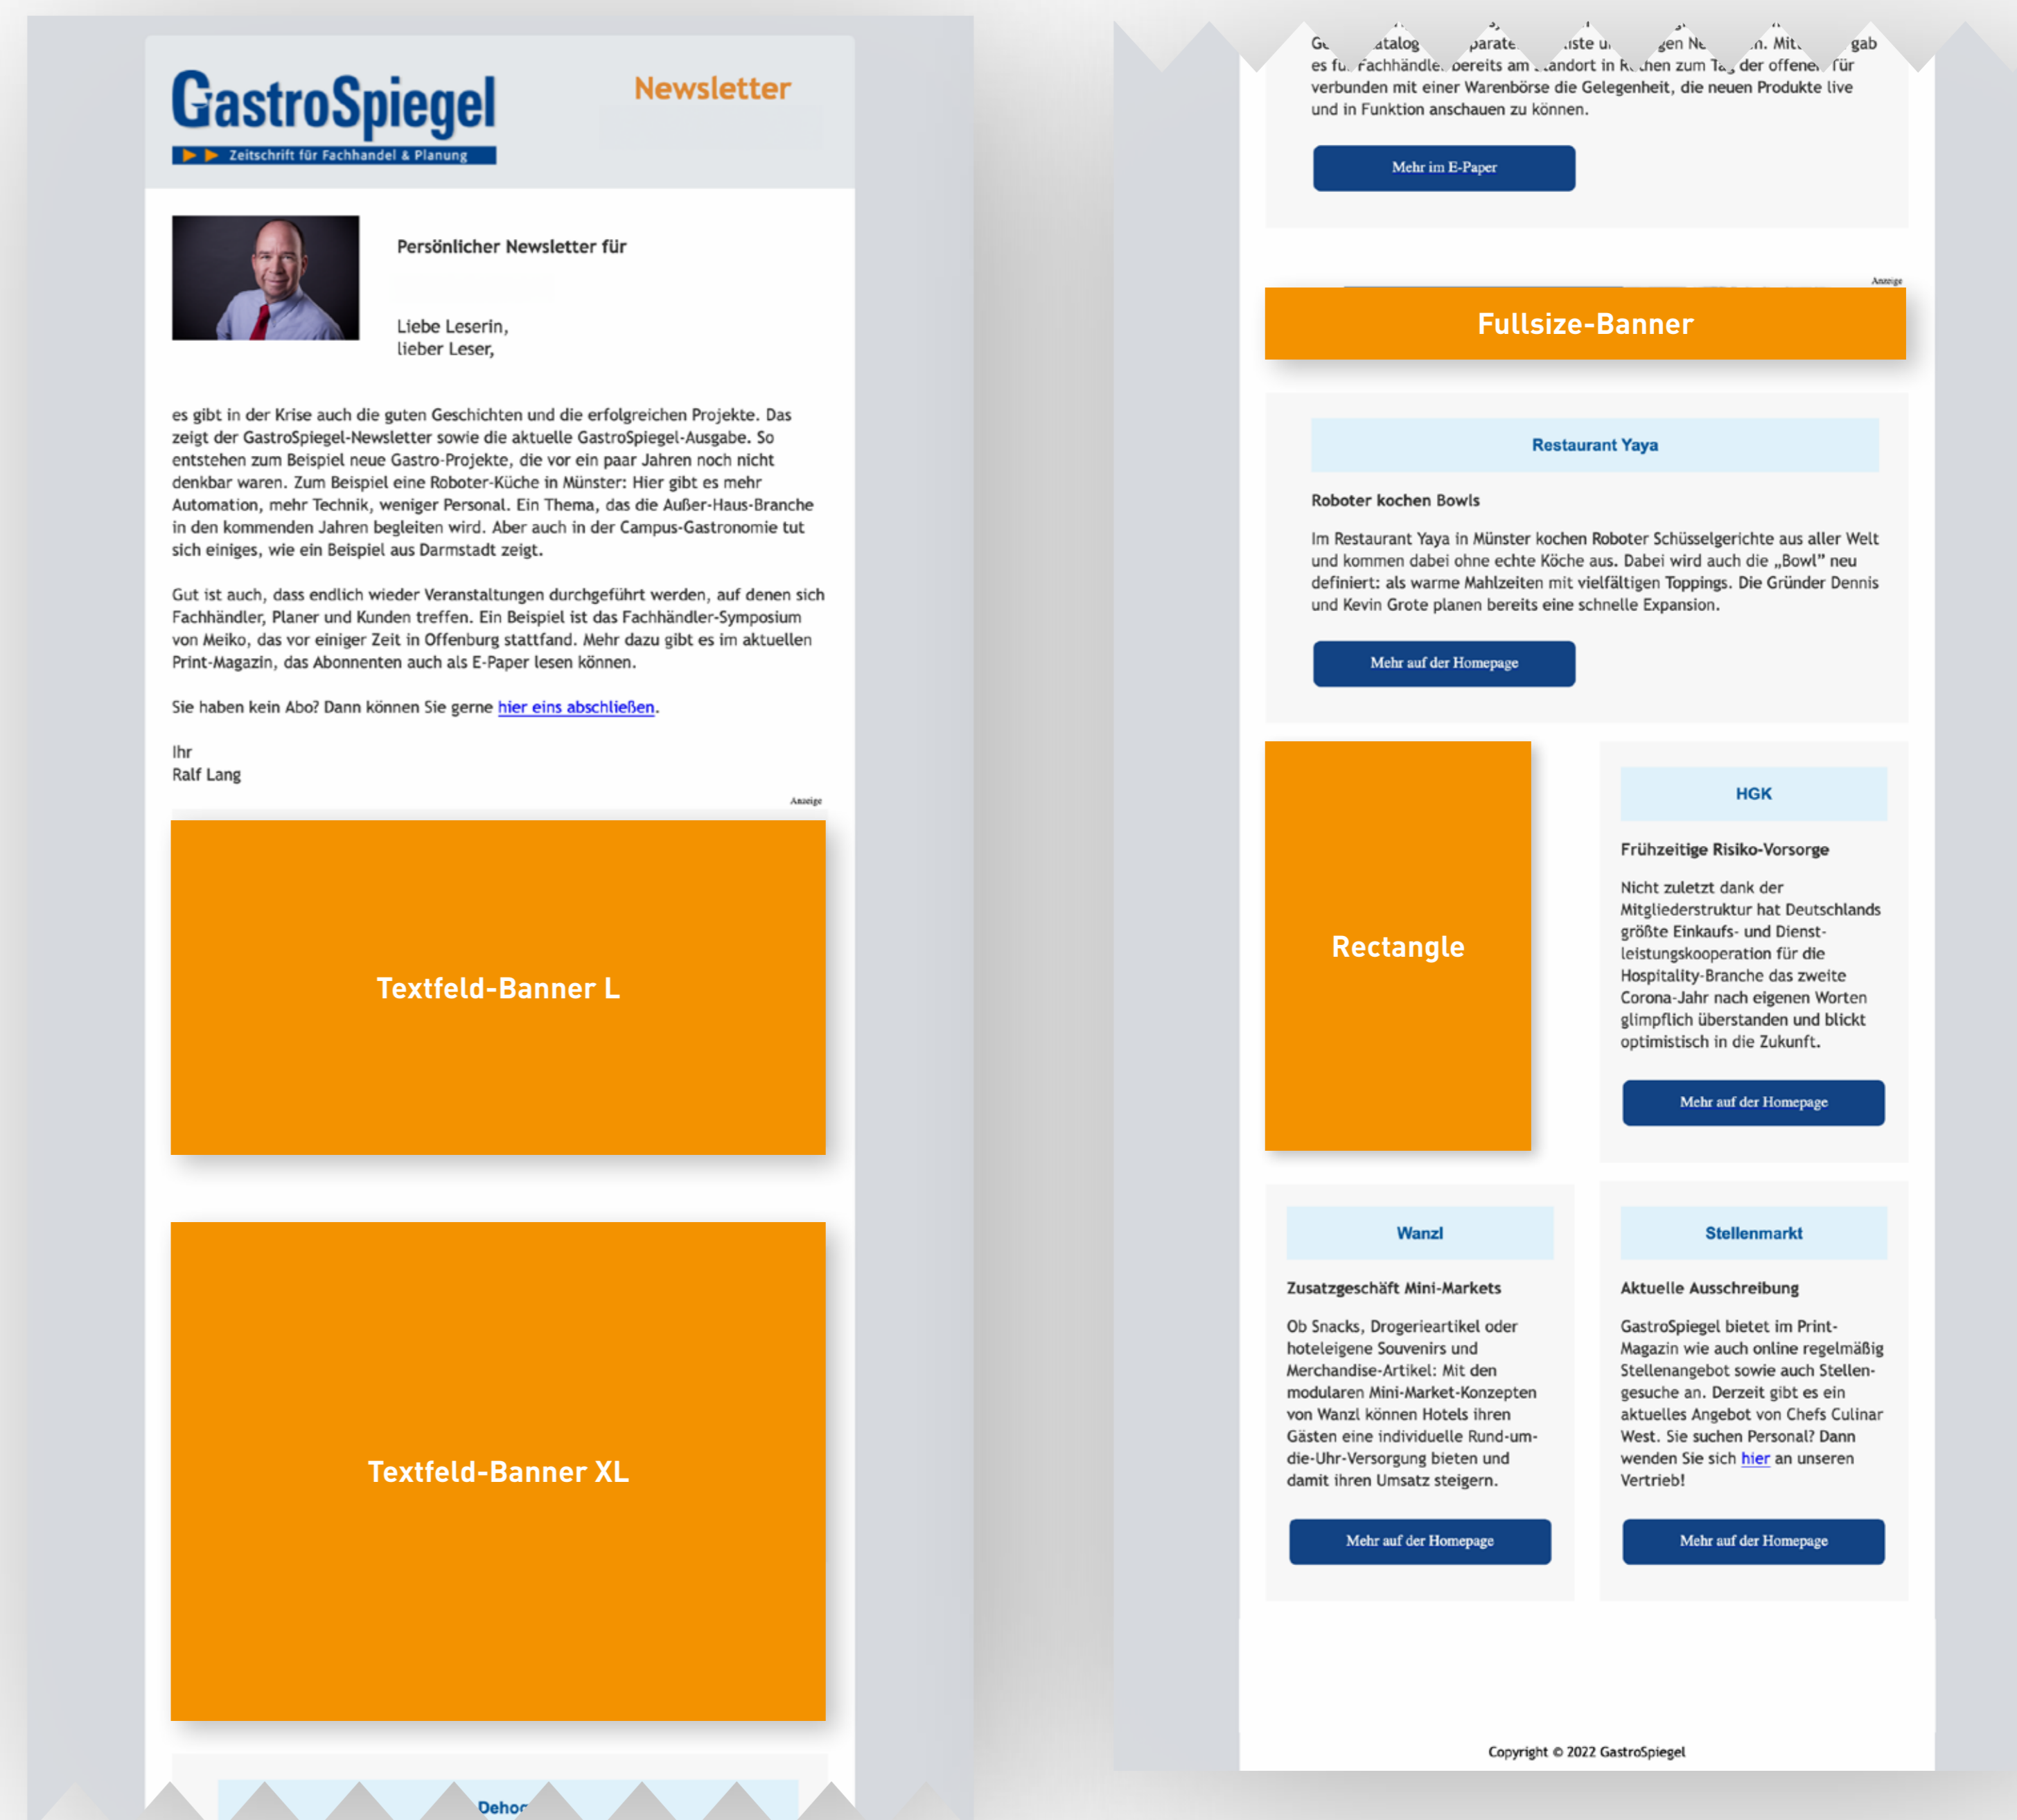 GastroSpiegel
Zeitschrift für Fachhandel & Planung
Newsletter
Persönlicher Newsletter für
Liebe Leserin,
lieber Leser,
es gibt in der Krise auch die guten Geschichten und die erfolgreichen Projekte. Das
zeigt der GastroSpiegel-Newsletter sowie die aktuelle GastroSpiegel-Ausgabe. So
entstehen zum Beispiel neue Gastro-Projekte, die vor ein paar Jahren noch nicht
denkbar waren. Zum Beispiel eine Roboter-Küche in Münster: Hier gibt es mehr
Automation, mehr Technik, weniger Personal. Ein Thema, das die Außer-Haus-Branche
in den kommenden Jahren begleiten wird. Aber auch in der Campus-Gastronomie tut
sich einiges, wie ein Beispiel aus Darmstadt zeigt.
Gut ist auch, dass endlich wieder Veranstaltungen durchgeführt werden, auf denen sich
Fachhändler, Planer und Kunden treffen. Ein Beispiel ist das Fachhändler-Symposium
von Meiko, das vor einiger Zeit in Offenburg stattfand. Mehr dazu gibt es im aktuellen
Print-Magazin, das Abonnenten auch als E-Paper lesen können.
Sie haben kein Abo? Dann können Sie gerne hier eins abschließen.
Ihr
Ralf Lang
Anzeige
Textfeld-Banner L
Textfeld-Banner XL
gab
es Fachhändler bereits am Standort in zum Tag der offenen Tür
verbunden mit einer Warenbörse die Gelegenheit, die neuen Produkte live
und in Funktion anschauen zu können.
Mehr im E-Paper
Anzeige
Fullsize-Banner
Restaurant Yaya
Roboter kochen Bowls
Im Restaurant Yaya in Münster kochen Roboter Schüsselgerichte aus aller Welt
und kommen dabei ohne echte Köche aus. Dabei wird auch die „Bowl” neu
definiert: als warme Mahlzeiten mit vielfältigen Toppings. Die Gründer Dennis
und Kevin Grote planen bereits eine schnelle Expansion.
Mehr auf der Homepage
Rectangle
HGK
Frühzeitige Risiko-Vorsorge
Nicht zuletzt dank der
Mitgliederstruktur hat Deutschlands
größte Einkaufs- und Dienst-
leistungskooperation für die
Hospitality-Branche das zweite
Corona-Jahr nach eigenen Worten
glimpflich überstanden und blickt
optimistisch in die Zukunft.
Mehr auf der Homepage
Wanzl
Zusatzgeschäft Mini-Markets
Ob Snacks, Drogerieartikel oder
hoteleigene Souvenirs und
Merchandise-Artikel: Mit den
modularen Mini-Market-Konzepten
von Wanzl können Hotels ihren
Gästen eine individuelle Rund-um-
die-Uhr-Versorgung bieten und
damit ihren Umsatz steigern.
Mehr auf der Homepage
Stellenmarkt
Aktuelle Ausschreibung
GastroSpiegel bietet im Print-
Magazin wie auch online regelmäßig
Stellenangebot sowie auch Stellen-
gesuche an. Derzeit gibt es ein
aktuelles Angebot von Chefs Culinar
West. Sie suchen Personal? Dann
wenden Sie sich hier an unseren
Vertrieb!
Mehr auf der Homepage
Copyright © 2022 GastroSpiegel